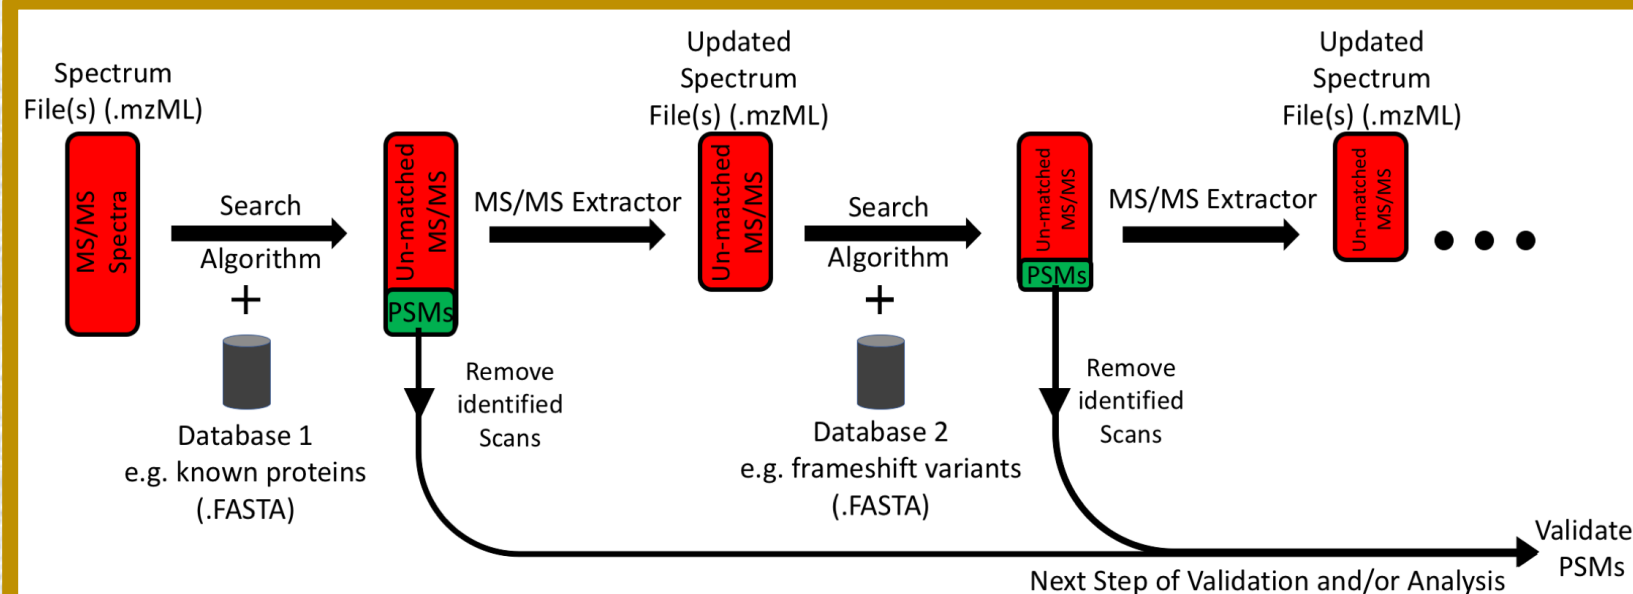 Spectrum
File(s) (.mzML)
MS/MS
Spectra
Search
Algorithm
+
Database 1
e.g. known proteins
(.FASTA)
Un-matched
MS/MS
PSMs
Remove
identified
Scans
MS/MS Extractor
Updated
Spectrum
File(s) (.mzML)
Un-matched
MS/MS
Search
Algorithm
+
Database 2
e.g. frameshift variants
(.FASTA)
Un-matched
MS/MS
PSMs
Remove
identified
Scans
MS/MS Extractor
Updated
Spectrum
File(s) (.mzML)
Un-matched
MS/MS
Validate
PSMs
Next Step of Validation and/or Analysis